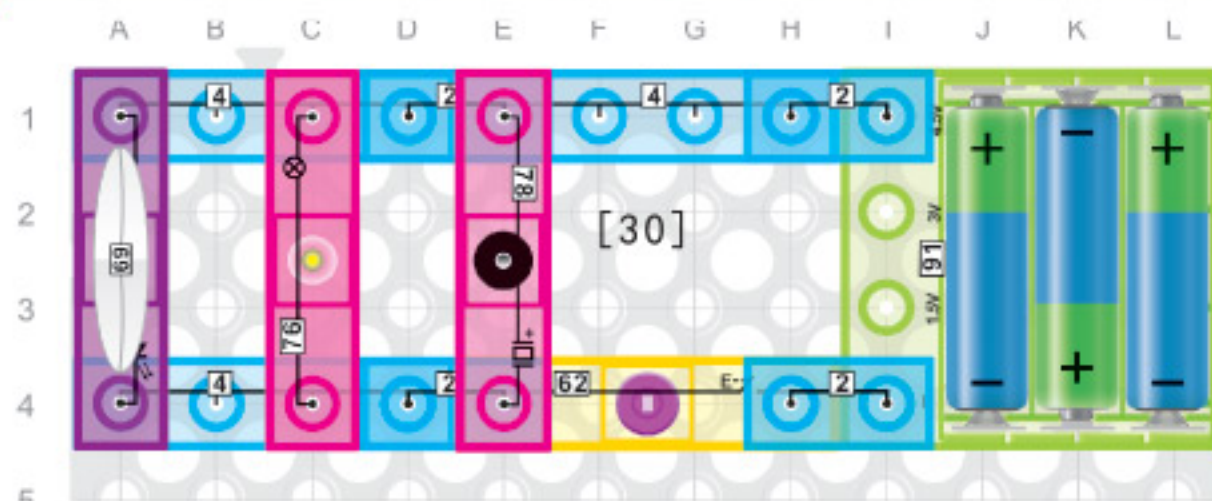 A B C D E F G H I J K L
1 4 2 4 2 4.5V + − +
78
2 [30] 3V
69 91
3 76 1.5V
+
4 4 2 62 E-- 2 − + −
5